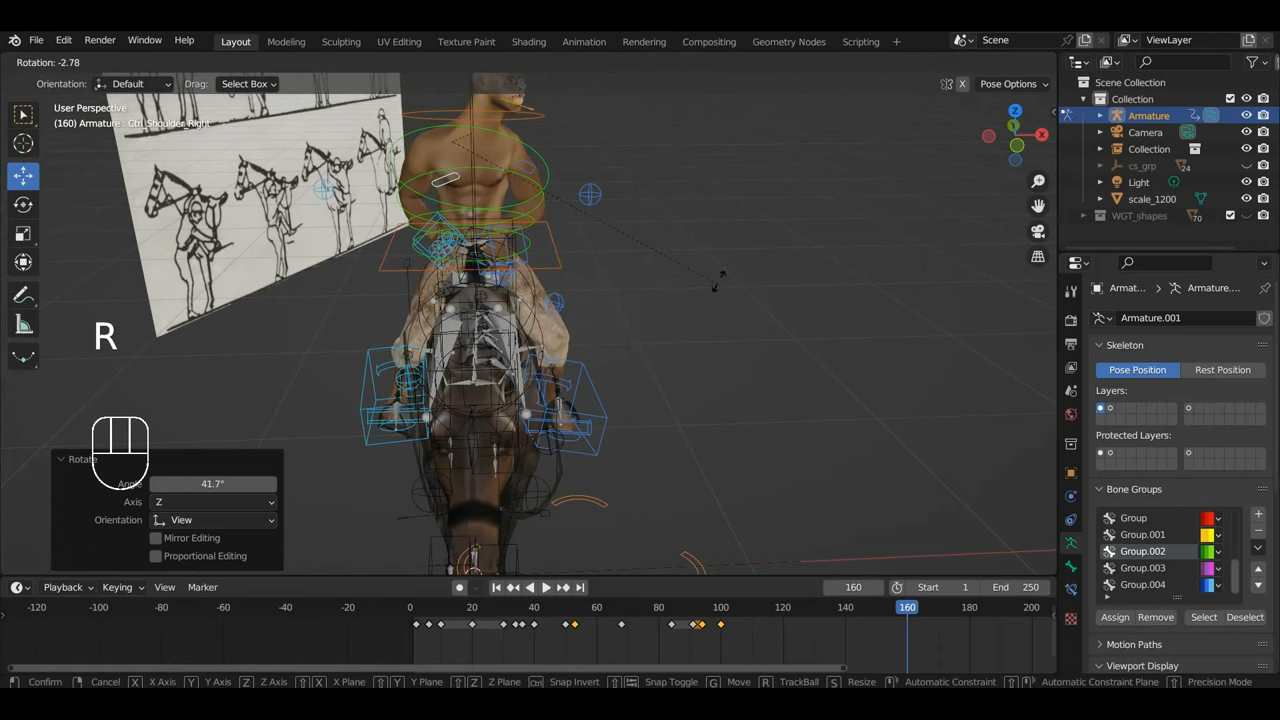 File Edit Render Window Help Layout Modeling Sculpting UV Editing Texture Paint Shading Animation Rendering Compositing Geometry Nodes Scripting + Scene ViewLayer
Rotation: -2.78
Orientation: Default Drag: Select Box X Pose Options
User Perspective
(160) Armature : Ctrl_Shoulder_Right
Z
Y
X
R
Rotate
Angle 41.7°
Axis Z
Orientation View
Mirror Editing
Proportional Editing
Scene Collection
Collection
Armature
Camera
Collection
cs_grp 24
Light
scale_1200
WGT_shapes 70
Armat... Armature....
Armature.001
Skeleton
Pose Position Rest Position
Layers:
Protected Layers:
Bone Groups
Group
Group.001
Group.002
Group.003
Group.004
Assign Remove Select Deselect
Motion Paths
Viewport Display
Playback Keying View Marker 160 Start 1 End 250
-120 -100 -80 -60 -40 -20 0 20 40 60 80 100 120 140 160 180 200
Confirm Cancel X X Axis Y Y Axis Z Z Axis X X Plane Y Y Plane Z Z Plane Ctrl Snap Invert Snap Toggle G Move R TrackBall S Resize Automatic Constraint Automatic Constraint Plane Precision Mode